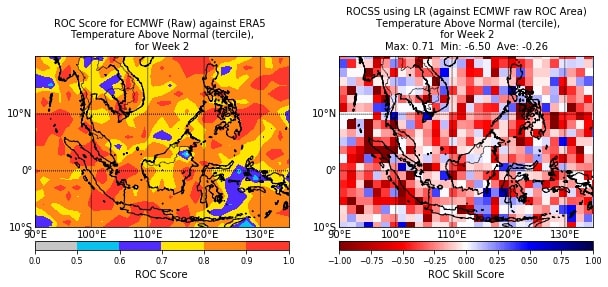 ROC Score for ECMWF (Raw) against ERA5
Temperature Above Normal (tercile),
for Week 2
10°N
0°
10°S
90°E 100°E 110°E 120°E 130°E
0.0 0.5 0.6 0.7 0.8 0.9 1.0
ROC Score
ROCSS using LR (against ECMWF raw ROC Area)
Temperature Above Normal (tercile),
for Week 2
Max: 0.71 Min: -6.50 Ave: -0.26
10°N
0°
10°S
90°E 100°E 110°E 120°E 130°E
−1.00 −0.75 −0.50 −0.25 0.00 0.25 0.50 0.75 1.00
ROC Skill Score